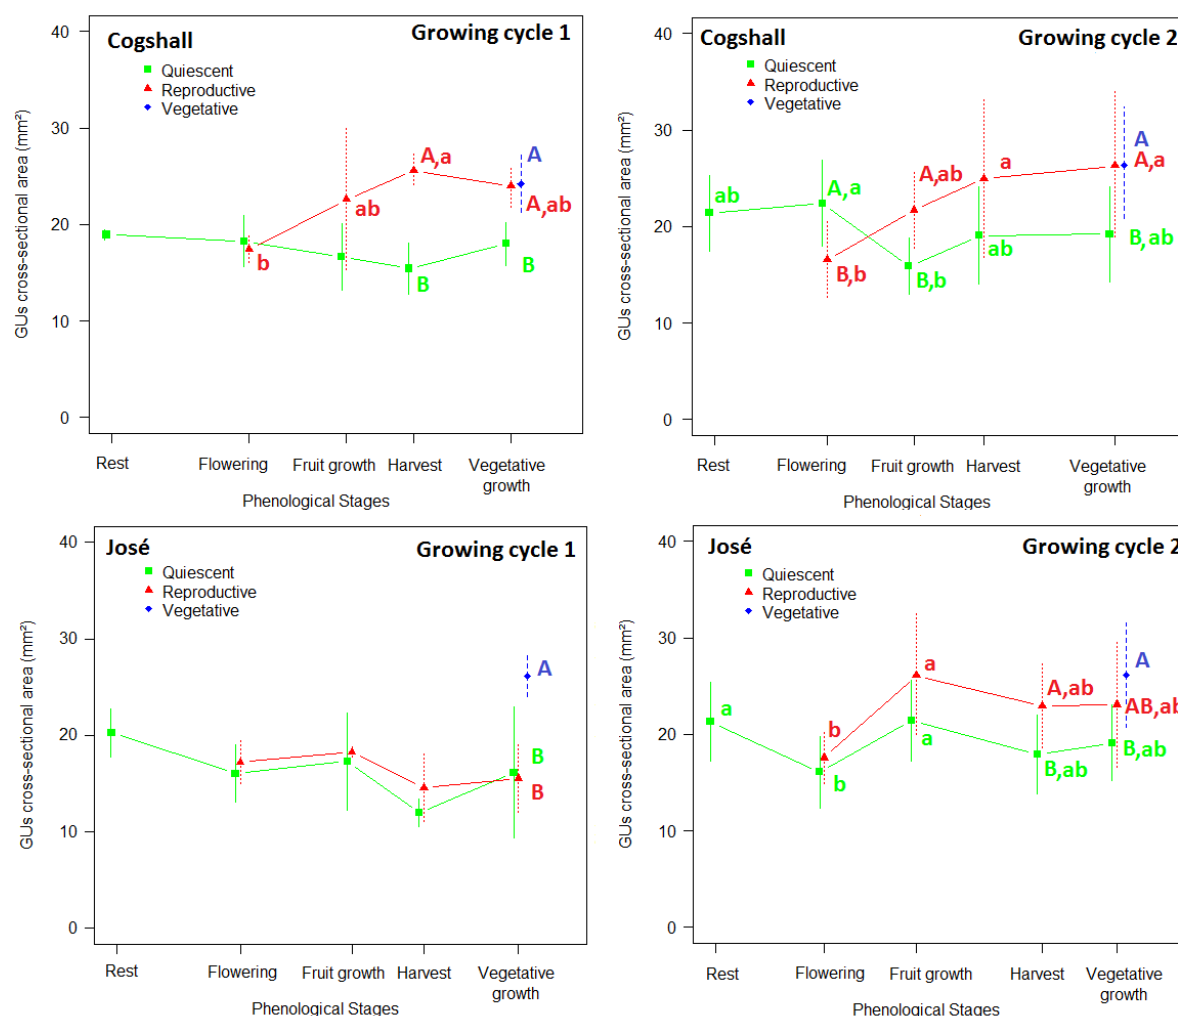 Cogshall
Growing cycle 1
Quiescent
Reproductive
Vegetative
GUs cross-sectional area (mm²)
40
30
20
10
0
b
ab
A,a
B
A
A,ab
B
Rest
Flowering
Fruit growth
Harvest
Vegetative
growth
Phenological Stages
Cogshall
Growing cycle 2
Quiescent
Reproductive
Vegetative
GUs cross-sectional area (mm²)
40
30
20
10
0
ab
A,a
B,b
A,ab
B,b
a
ab
A
A,a
B,ab
Rest
Flowering
Fruit growth
Harvest
Vegetative
growth
Phenological Stages
José
Growing cycle 1
Quiescent
Reproductive
Vegetative
GUs cross-sectional area (mm²)
40
30
20
10
0
A
B
B
Rest
Flowering
Fruit growth
Harvest
Vegetative
growth
Phenological Stages
José
Growing cycle 2
Quiescent
Reproductive
Vegetative
GUs cross-sectional area (mm²)
40
30
20
10
0
a
b
b
a
a
A,ab
B,ab
A
AB,ab
B,ab
Rest
Flowering
Fruit growth
Harvest
Vegetative
growth
Phenological Stages